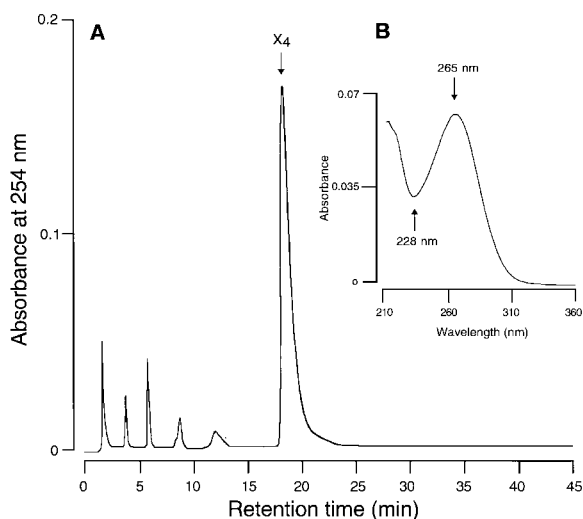 0.2
A
X4
B
265 nm
0.07
0.035
0
Absorbance
228 nm
210 260 310 360
Wavelength (nm)
0.1
0
Absorbance at 254 nm
0 5 10 15 20 25 30 35 40 45
Retention time (min)